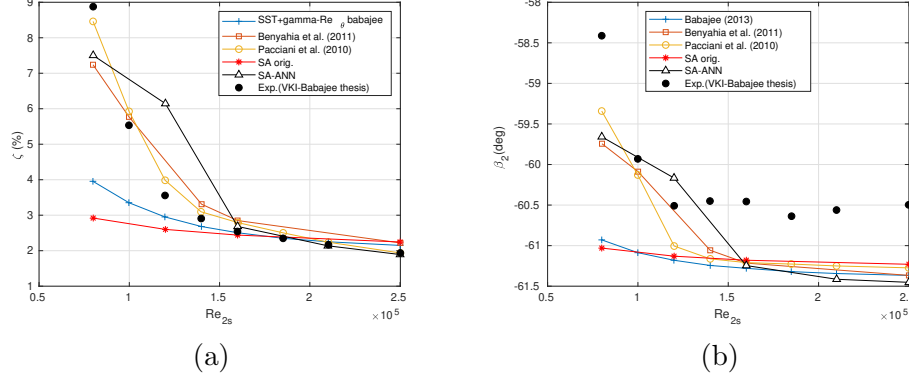 9
8
7
6
5
4
3
2
1
ζ (%)
0.5 1 1.5 2 2.5
Re2s
×10^5
SST+gamma-Re θ babajee
Benyahia et al. (2011)
Pacciani et al. (2010)
SA orig.
SA-ANN
Exp.(VKI-Babajee thesis)
(a)
-58
-58.5
-59
-59.5
-60
-60.5
-61
-61.5
β2(deg)
0.5 1 1.5 2 2.5
Re2s
×10^5
Babajee (2013)
Benyahia et al. (2011)
Pacciani et al. (2010)
SA orig.
SA-ANN
Exp.(VKI-Babajee thesis)
(b)